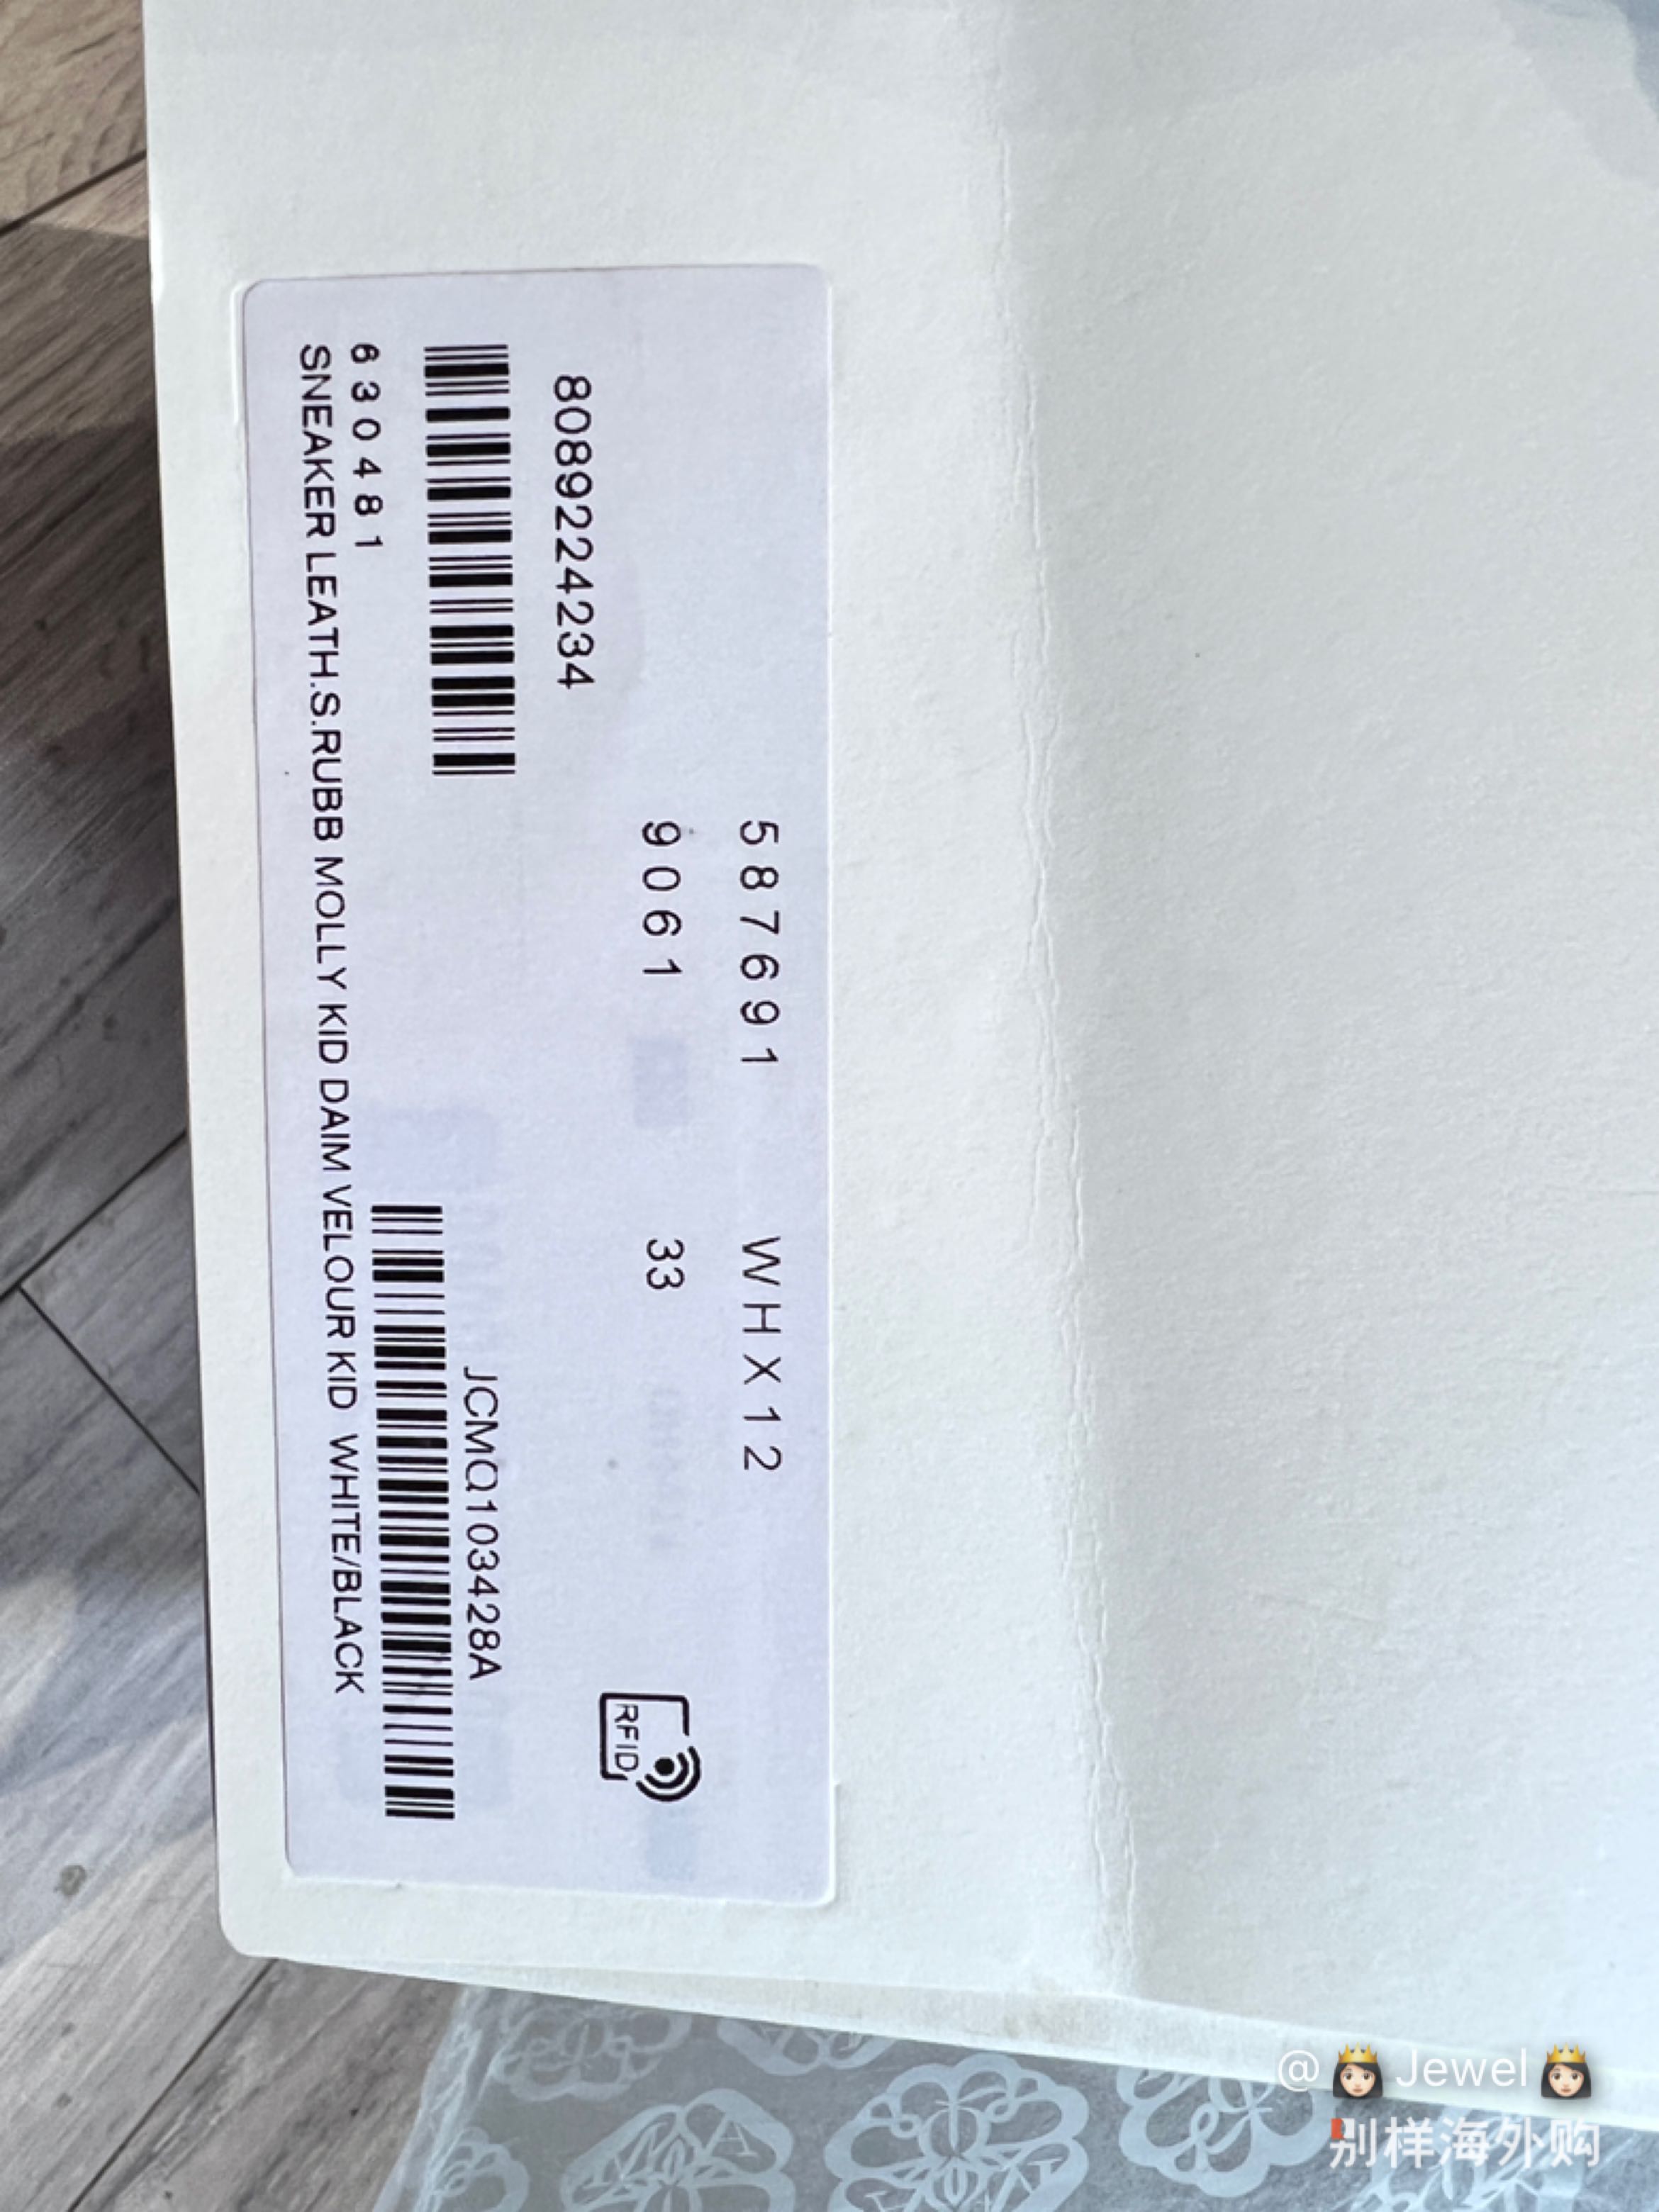 587691 WHX12
9061 33
RFID
8089224234
JCMQ103428A
630481
SNEAKER LEATH.S.RUBB MOLLY KID DAIM VELOUR KID WHITE/BLACK
@👸🏻Jewel👸🏻
别样海外购